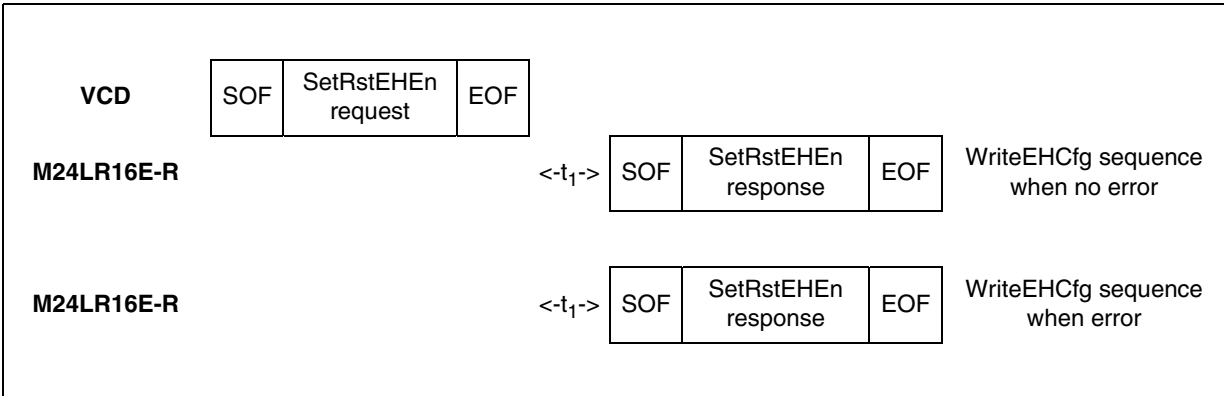 VCD SOF SetRstEHEn request EOF
M24LR16E-R <-t1-> SOF SetRstEHEn response EOF WriteEHCfg sequence when no error
M24LR16E-R <-t1-> SOF SetRstEHEn response EOF WriteEHCfg sequence when error